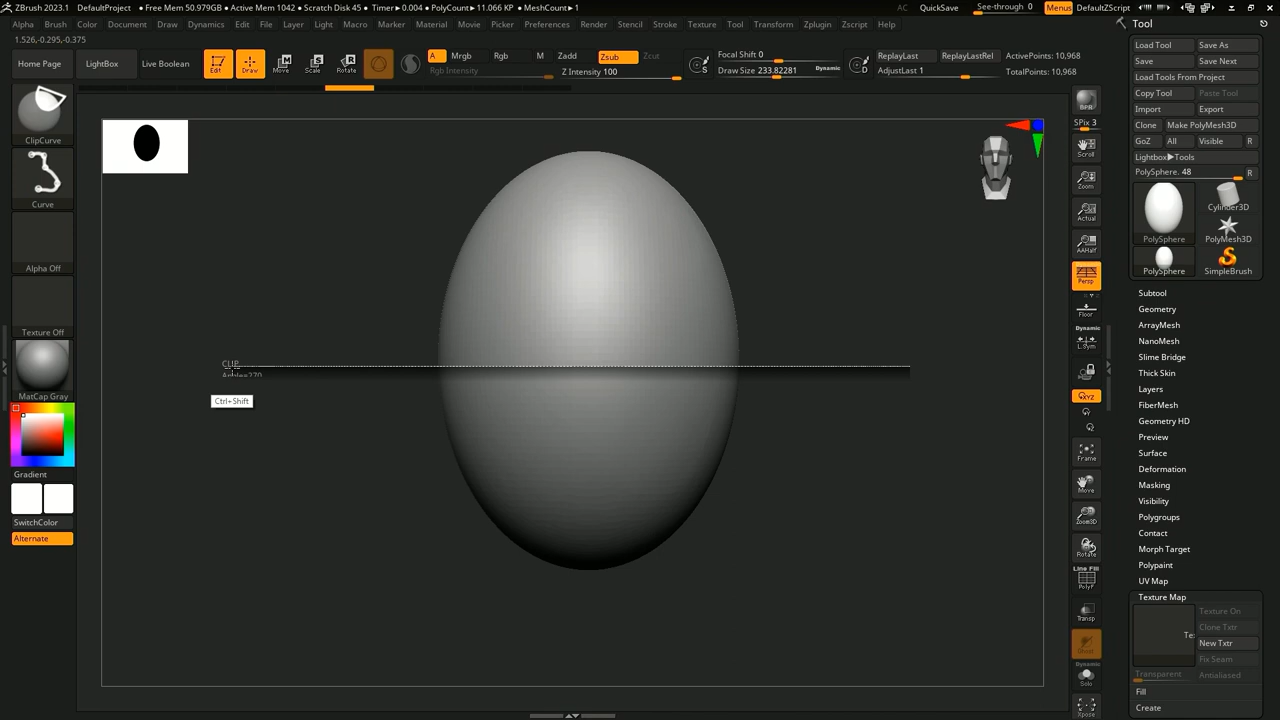 ZBrush 2023.1 DefaultProject • Free Mem 50.979GB • Active Mem 1042 • Scratch Disk 45 • Timer▶0.004 • PolyCount▶11.066 KP • MeshCount▶1 AC QuickSave See-through 0 Menus DefaultZScript
Alpha Brush Color Document Draw Dynamics Edit File Layer Light Macro Marker Material Movie Picker Preferences Render Stencil Stroke Texture Tool Transform Zplugin Zscript Help
1.526,-0.295,-0.375
Home Page LightBox Live Boolean Edit Draw Move Scale Rotate A Mrgb Rgb M Zadd Zsub Zcut
Rgb Intensity Z Intensity 100
Focal Shift 0
Draw Size 233.82281 Dynamic
S D
ReplayLast ReplayLastRel
AdjustLast 1
ActivePoints: 10,968
TotalPoints: 10,968
ClipCurve
Curve
Alpha Off
Texture Off
MatCap Gray
Gradient
SwitchColor
Alternate
CLIP
Angle=270
Ctrl+Shift
BPR
SPix 3
Scroll
Zoom
Actual
AAHalf
Persp
Floor
Dynamic
L.Sym
XYZ
Frame
Move
Zoom3D
Rotate
Line Fill
PolyF
Transp
Ghost
Dynamic
Solo
Xpose
Tool
Load Tool Save As
Save Save Next
Load Tools From Project
Copy Tool Paste Tool
Import Export
Clone Make PolyMesh3D
GoZ All Visible R
Lightbox▶Tools
PolySphere. 48 R
PolySphere Cylinder3D
PolyMesh3D
PolySphere SimpleBrush
Subtool
Geometry
ArrayMesh
NanoMesh
Slime Bridge
Thick Skin
Layers
FiberMesh
Geometry HD
Preview
Surface
Deformation
Masking
Visibility
Polygroups
Contact
Morph Target
Polypaint
UV Map
Texture Map
Texture On
Clone Txtr
New Txtr
Fix Seam
Transparent Antialiased
Fill
Create